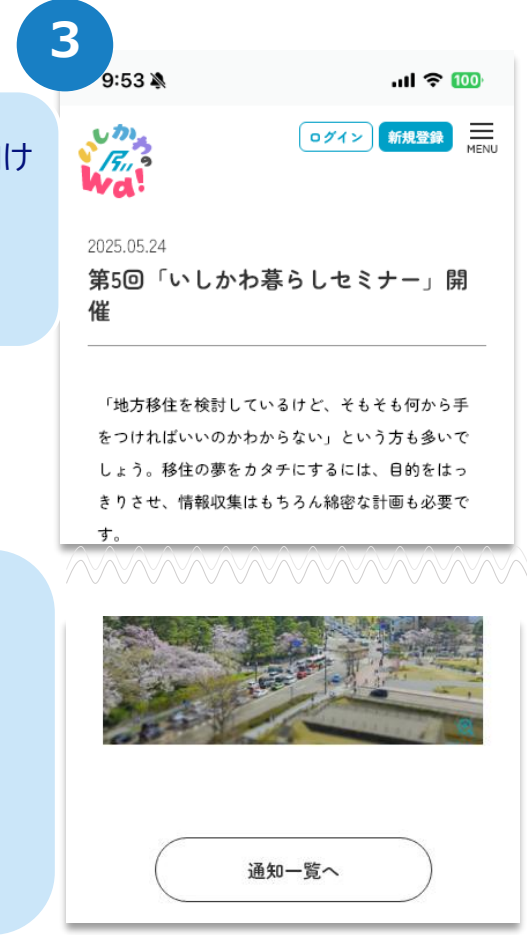 3
け
9:53
100
いしかわの
Wa!
ログイン
新規登録
MENU
2025.05.24
第5回「いしかわ暮らしセミナー」開
催
「地方移住を検討しているけど、そもそも何から手
をつければいいのかわからない」という方も多いで
しょう。移住の夢をカタチにするには、目的をはっ
きりさせ、情報収集はもちろん綿密な計画も必要で
す。
通知一覧へ